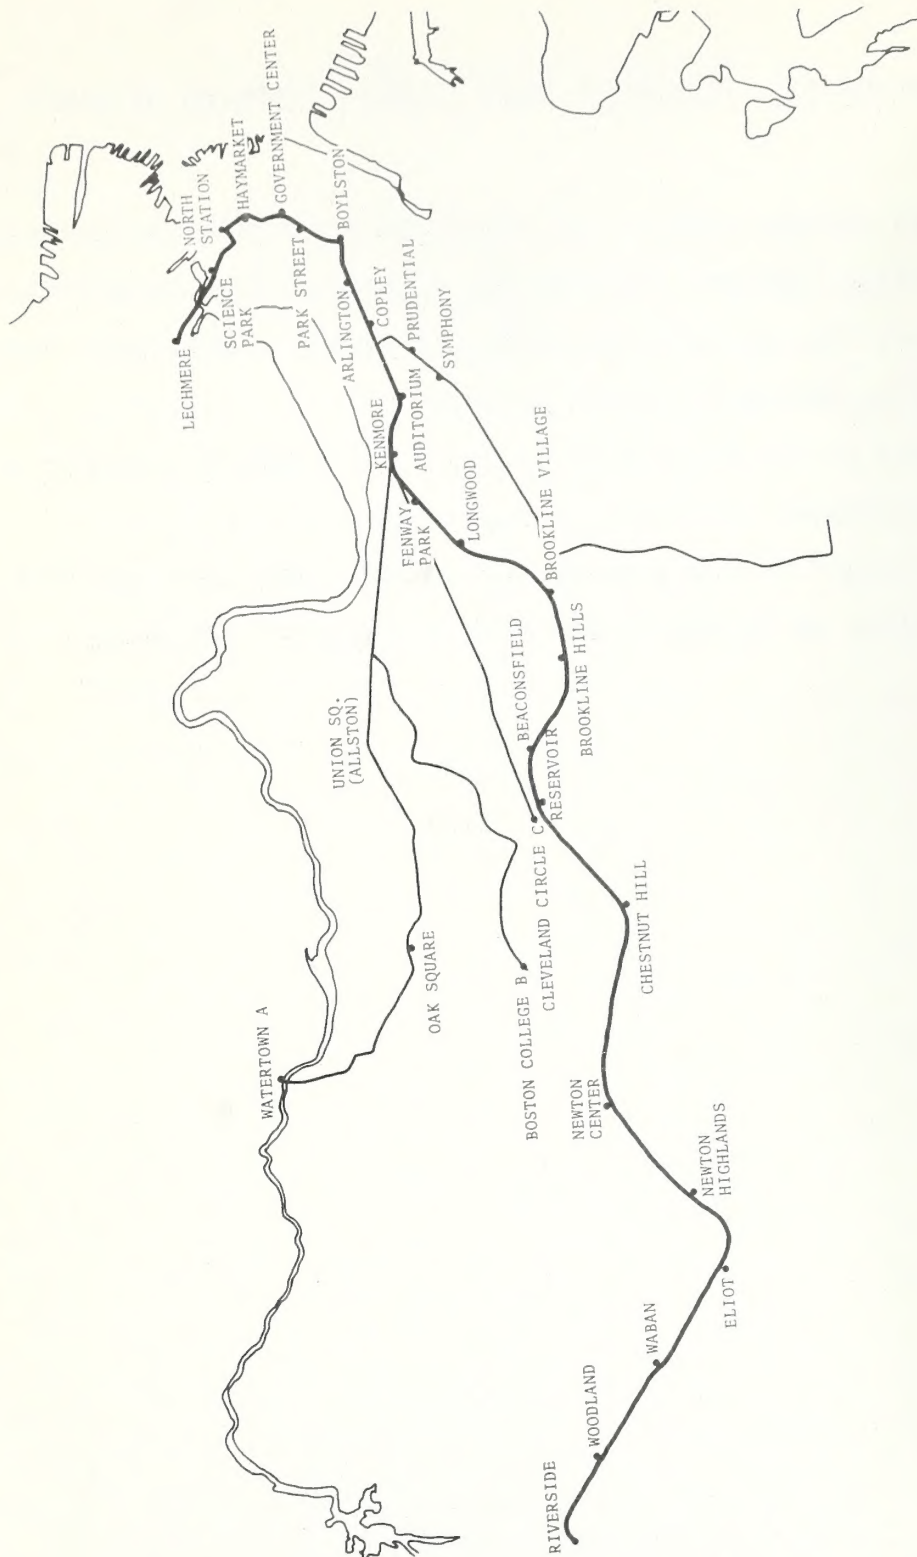 LECHMERE
SCIENCE
PARK
NORTH
STATION
HAYMARKET
GOVERNMENT CENTER
PARK STREET
BOYLSTON
ARLINGTON
COPLEY
PRUDENTIAL
SYMPHONY
AUDITORIUM
KENMORE
FENWAY
PARK
LONGWOOD
BROOKLINE VILLAGE
BROOKLINE HILLS
BEACONSFIELD
RESERVOIR
CLEVELAND CIRCLE C
UNION SQ.
(ALLSTON)
OAK SQUARE
BOSTON COLLEGE B
WATERTOWN A
CHESTNUT HILL
NEWTON
CENTER
NEWTON
HIGHLANDS
ELIOT
WABAN
WOODLAND
RIVERSIDE